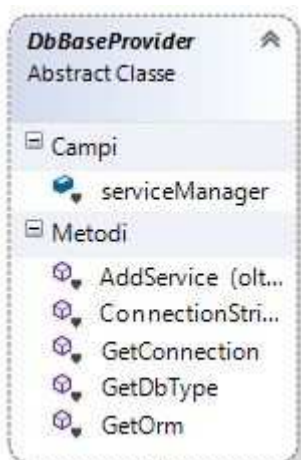 DbBaseProvider
Abstract Classe
Campi
serviceManager
Metodi
AddService (olt...
ConnectionStri...
GetConnection
GetDbType
GetOrm